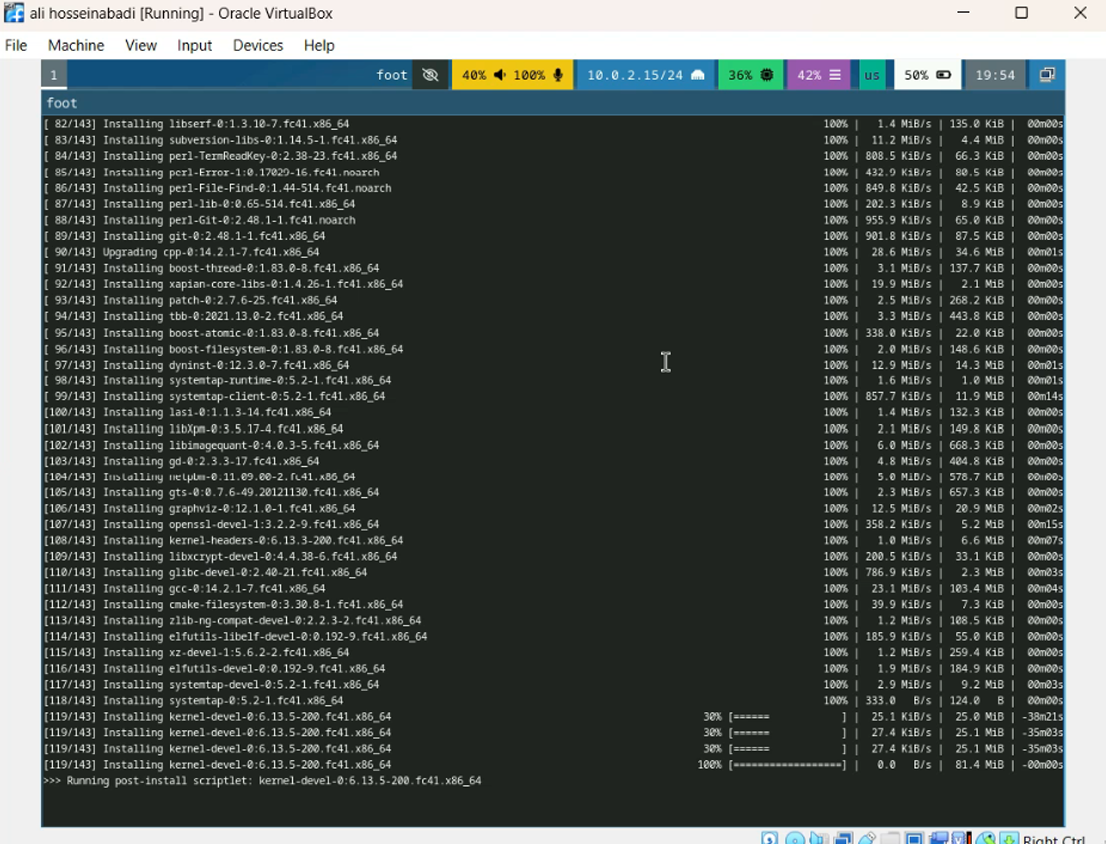 ali hosseinabadi [Running] - Oracle VirtualBox
File Machine View Input Devices Help
1 foot 40% 100% 10.0.2.15/24 36% 42% us 50% 19:54
foot
[ 82/143] Installing libserf-0:1.3.10-7.fc41.x86_64 100% | 1.4 MiB/s | 135.0 KiB | 00m00s
[ 83/143] Installing subversion-libs-0:1.14.5-1.fc41.x86_64 100% | 11.2 MiB/s | 4.4 MiB | 00m00s
[ 84/143] Installing perl-TermReadKey-0:2.38-23.fc41.x86_64 100% | 808.5 KiB/s | 66.3 KiB | 00m00s
[ 85/143] Installing perl-Error-1:0.17029-16.fc41.noarch 100% | 432.9 KiB/s | 80.5 KiB | 00m00s
[ 86/143] Installing perl-File-Find-0:1.44-514.fc41.noarch 100% | 849.8 KiB/s | 42.5 KiB | 00m00s
[ 87/143] Installing perl-lib-0:0.65-514.fc41.x86_64 100% | 202.3 KiB/s | 8.9 KiB | 00m00s
[ 88/143] Installing perl-Git-0:2.48.1-1.fc41.noarch 100% | 955.9 KiB/s | 65.0 KiB | 00m00s
[ 89/143] Installing git-0:2.48.1-1.fc41.x86_64 100% | 901.8 KiB/s | 87.5 KiB | 00m00s
[ 90/143] Upgrading cpp-0:14.2.1-7.fc41.x86_64 100% | 28.6 MiB/s | 34.6 MiB | 00m01s
[ 91/143] Installing boost-thread-0:1.83.0-8.fc41.x86_64 100% | 3.1 MiB/s | 137.7 KiB | 00m00s
[ 92/143] Installing xapian-core-libs-0:1.4.26-1.fc41.x86_64 100% | 19.9 MiB/s | 2.1 MiB | 00m00s
[ 93/143] Installing patch-0:2.7.6-25.fc41.x86_64 100% | 2.5 MiB/s | 268.2 KiB | 00m00s
[ 94/143] Installing tbb-0:2021.13.0-2.fc41.x86_64 100% | 3.3 MiB/s | 443.8 KiB | 00m00s
[ 95/143] Installing boost-atomic-0:1.83.0-8.fc41.x86_64 100% | 338.0 KiB/s | 22.0 KiB | 00m00s
[ 96/143] Installing boost-filesystem-0:1.83.0-8.fc41.x86_64 100% | 2.0 MiB/s | 148.6 KiB | 00m00s
[ 97/143] Installing dyninst-0:12.3.0-7.fc41.x86_64 100% | 12.9 MiB/s | 14.3 MiB | 00m01s
[ 98/143] Installing systemtap-runtime-0:5.2-1.fc41.x86_64 100% | 1.6 MiB/s | 1.0 MiB | 00m01s
[ 99/143] Installing systemtap-client-0:5.2-1.fc41.x86_64 100% | 857.7 KiB/s | 11.9 MiB | 00m14s
[100/143] Installing lasi-0:1.1.3-14.fc41.x86_64 100% | 1.4 MiB/s | 132.3 KiB | 00m00s
[101/143] Installing libXpm-0:3.5.17-4.fc41.x86_64 100% | 2.1 MiB/s | 149.8 KiB | 00m00s
[102/143] Installing libimagequant-0:4.0.3-5.fc41.x86_64 100% | 6.0 MiB/s | 668.3 KiB | 00m00s
[103/143] Installing gd-0:2.3.3-17.fc41.x86_64 100% | 4.8 MiB/s | 404.8 KiB | 00m00s
[104/143] Installing netpbm-0:11.09.00-2.fc41.x86_64 100% | 5.0 MiB/s | 578.7 KiB | 00m00s
[105/143] Installing gts-0:0.7.6-49.20121130.fc41.x86_64 100% | 2.3 MiB/s | 657.3 KiB | 00m00s
[106/143] Installing graphviz-0:12.1.0-1.fc41.x86_64 100% | 12.5 MiB/s | 20.9 MiB | 00m02s
[107/143] Installing openssl-devel-1:3.2.2-9.fc41.x86_64 100% | 358.2 KiB/s | 5.2 MiB | 00m15s
[108/143] Installing kernel-headers-0:6.13.3-200.fc41.x86_64 100% | 1.0 MiB/s | 6.6 MiB | 00m07s
[109/143] Installing libxcrypt-devel-0:4.4.38-6.fc41.x86_64 100% | 200.5 KiB/s | 33.1 KiB | 00m00s
[110/143] Installing glibc-devel-0:2.40-21.fc41.x86_64 100% | 786.9 KiB/s | 2.3 MiB | 00m03s
[111/143] Installing gcc-0:14.2.1-7.fc41.x86_64 100% | 23.1 MiB/s | 103.4 MiB | 00m04s
[112/143] Installing cmake-filesystem-0:3.30.8-1.fc41.x86_64 100% | 39.9 KiB/s | 7.3 KiB | 00m00s
[113/143] Installing zlib-ng-compat-devel-0:2.2.3-2.fc41.x86_64 100% | 1.2 MiB/s | 108.5 KiB | 00m00s
[114/143] Installing elfutils-libelf-devel-0:0.192-9.fc41.x86_64 100% | 185.9 KiB/s | 55.0 KiB | 00m00s
[115/143] Installing xz-devel-1:5.6.2-2.fc41.x86_64 100% | 1.2 MiB/s | 259.4 KiB | 00m00s
[116/143] Installing elfutils-devel-0:0.192-9.fc41.x86_64 100% | 1.9 MiB/s | 184.9 KiB | 00m00s
[117/143] Installing systemtap-devel-0:5.2-1.fc41.x86_64 100% | 2.9 MiB/s | 9.2 MiB | 00m03s
[118/143] Installing systemtap-0:5.2-1.fc41.x86_64 100% | 333.0 B/s | 124.0 B | 00m00s
[119/143] Installing kernel-devel-0:6.13.5-200.fc41.x86_64 30% [====== ] | 25.1 KiB/s | 25.0 MiB | -38m21s
[119/143] Installing kernel-devel-0:6.13.5-200.fc41.x86_64 30% [====== ] | 27.4 KiB/s | 25.1 MiB | -35m03s
[119/143] Installing kernel-devel-0:6.13.5-200.fc41.x86_64 30% [====== ] | 27.4 KiB/s | 25.1 MiB | -35m03s
[119/143] Installing kernel-devel-0:6.13.5-200.fc41.x86_64 100% [==================] | 0.0 B/s | 81.4 MiB | -00m00s
>>> Running post-install scriptlet: kernel-devel-0:6.13.5-200.fc41.x86_64
Right Ctrl